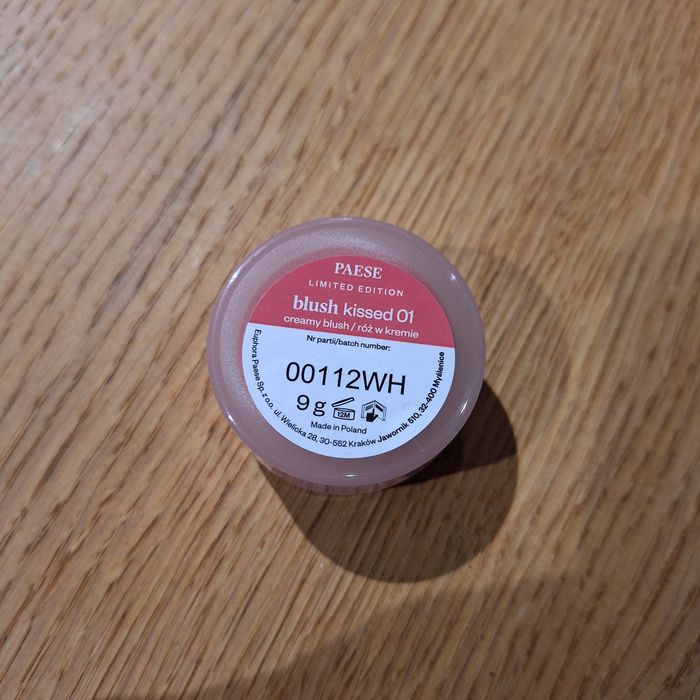 PAESE
LIMITED EDITION
blush kissed 01
creamy blush / róż w kremie
Nr partii/batch number:
00112WH
9 g 12M
Made in Poland
Euphora Paese Sp. z o.o. ul. Wielicka 28, 30-552 Kraków Jawornik 510, 32-400 Myślenice